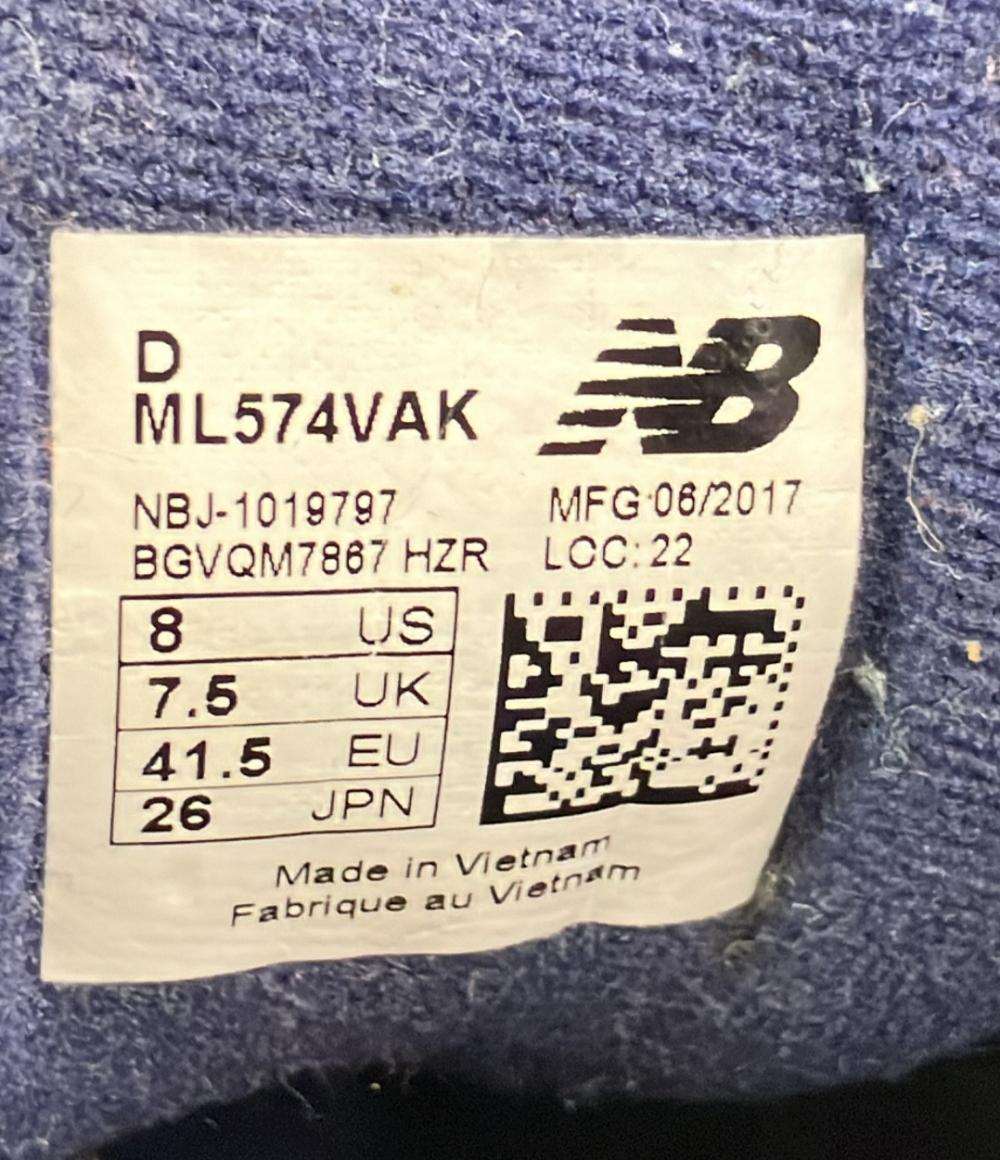 D
ML574VAK
NB
NBJ-1019797
MFG:06/2017
BGVQM7867 HZR
LCC: 22
8 US
7.5 UK
41.5 EU
26 JPN
Made in Vietnam
Fabrique au Vietnam